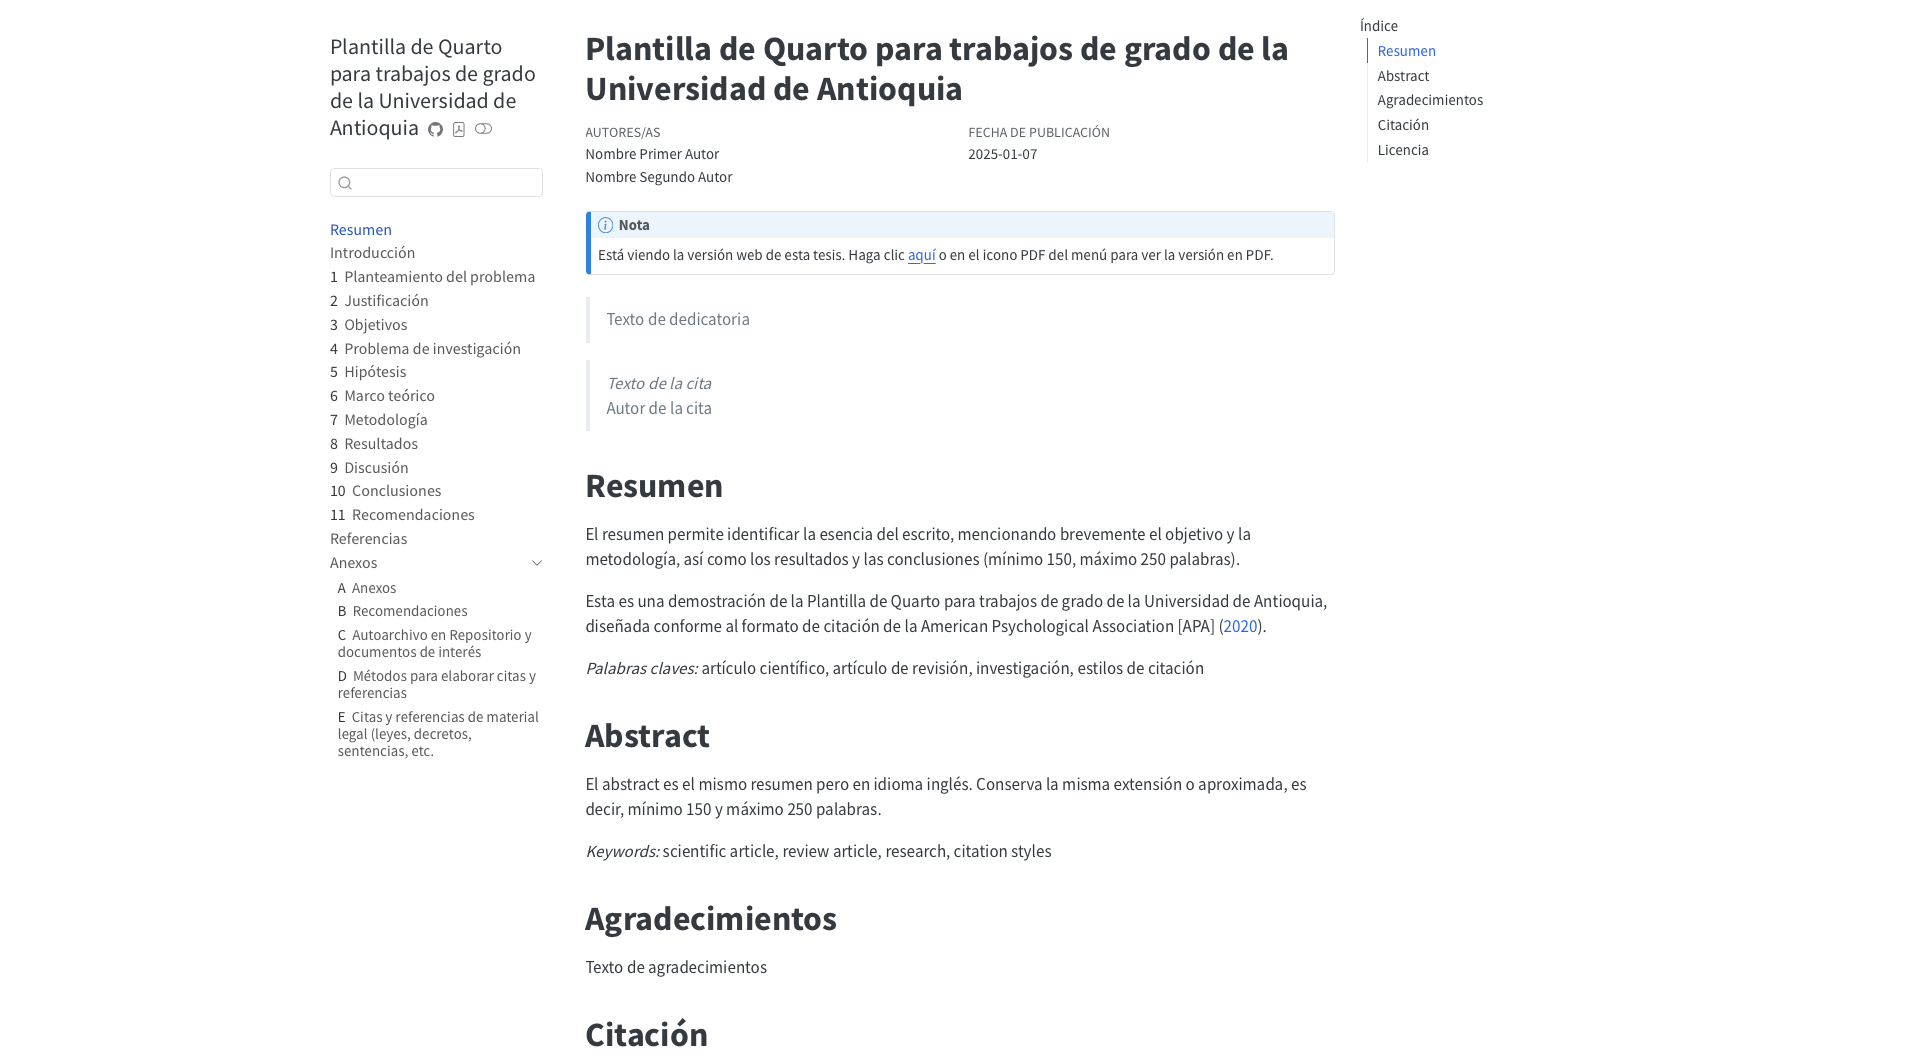 Plantilla de Quarto
para trabajos de grado
de la Universidad de
Antioquia
Resumen
Introducción
1 Planteamiento del problema
2 Justificación
3 Objetivos
4 Problema de investigación
5 Hipótesis
6 Marco teórico
7 Metodología
8 Resultados
9 Discusión
10 Conclusiones
11 Recomendaciones
Referencias
Anexos
A Anexos
B Recomendaciones
C Autoarchivo en Repositorio y
documentos de interés
D Métodos para elaborar citas y
referencias
E Citas y referencias de material
legal (leyes, decretos,
sentencias, etc.
Plantilla de Quarto para trabajos de grado de la
Universidad de Antioquia
AUTORES/AS
Nombre Primer Autor
Nombre Segundo Autor
FECHA DE PUBLICACIÓN
2025-01-07
Nota
Está viendo la versión web de esta tesis. Haga clic aquí o en el icono PDF del menú para ver la versión en PDF.
Texto de dedicatoria
Texto de la cita
Autor de la cita
Resumen
El resumen permite identificar la esencia del escrito, mencionando brevemente el objetivo y la
metodología, así como los resultados y las conclusiones (mínimo 150, máximo 250 palabras).
Esta es una demostración de la Plantilla de Quarto para trabajos de grado de la Universidad de Antioquia,
diseñada conforme al formato de citación de la American Psychological Association [APA] (2020).
Palabras claves: artículo científico, artículo de revisión, investigación, estilos de citación
Abstract
El abstract es el mismo resumen pero en idioma inglés. Conserva la misma extensión o aproximada, es
decir, mínimo 150 y máximo 250 palabras.
Keywords: scientific article, review article, research, citation styles
Agradecimientos
Texto de agradecimientos
Citación
Índice
Resumen
Abstract
Agradecimientos
Citación
Licencia